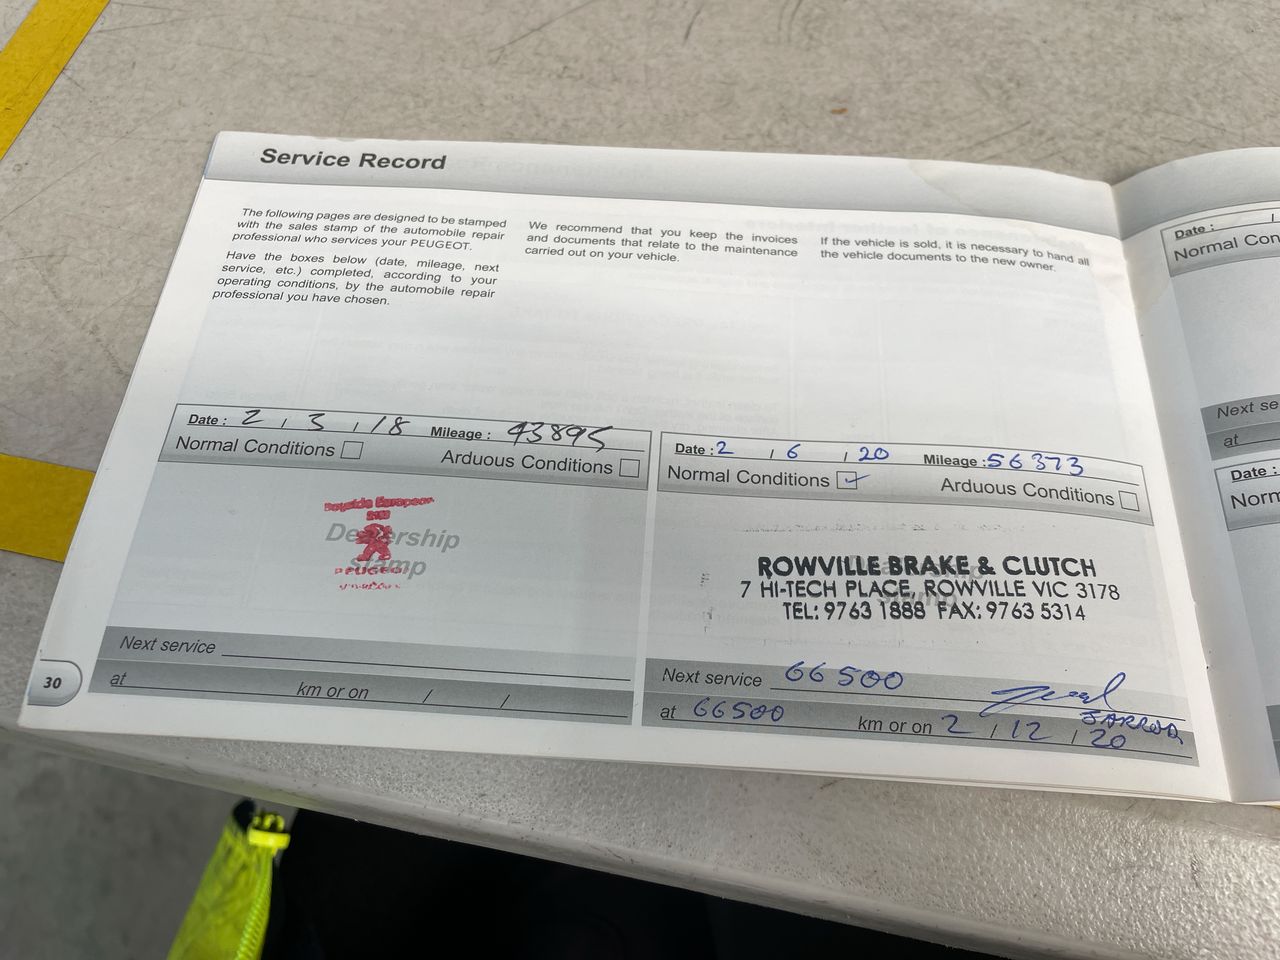 Service Record
The following pages are designed to be stamped
with the sales stamp of the automobile repair
professional who services your PEUGEOT.
Have the boxes below (date, mileage, next
service, etc.) completed, according to your
operating conditions, by the automobile repair
professional you have chosen.
We recommend that you keep the invoices
and documents that relate to the maintenance
carried out on your vehicle.
If the vehicle is sold, it is necessary to hand all
the vehicle documents to the new owner.
Date : 2 / 3 / 18 Mileage : 43895
Normal Conditions Arduous Conditions
Bayside European
Dealership
Stamp
PEUGEOT
Next service
at km or on / /
Date : 2 / 6 / 20 Mileage : 56373
Normal Conditions Arduous Conditions
ROWVILLE BRAKE & CLUTCH
7 HI-TECH PLACE, ROWVILLE VIC 3178
TEL: 9763 1888 FAX: 9763 5314
Next service 66500
JARROD
at 66500 km or on 2 / 12 / 20
30
Date :
Normal Con
Next se
at
Date :
Norm